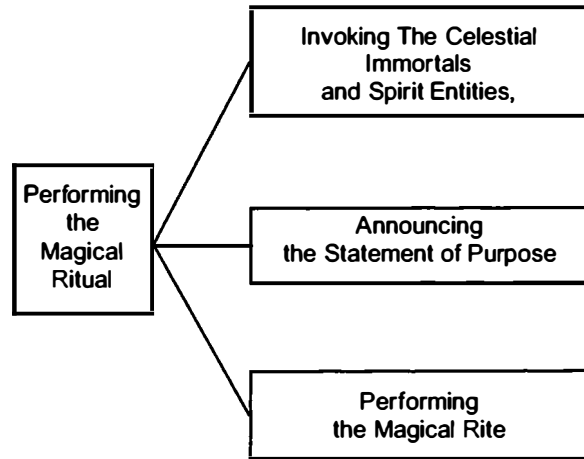 Invoking The Celestial
Immortals
and Spirit Entities,
Performing
the
Magical
Ritual
Announcing
the Statement of Purpose
Performing
the Magical Rite